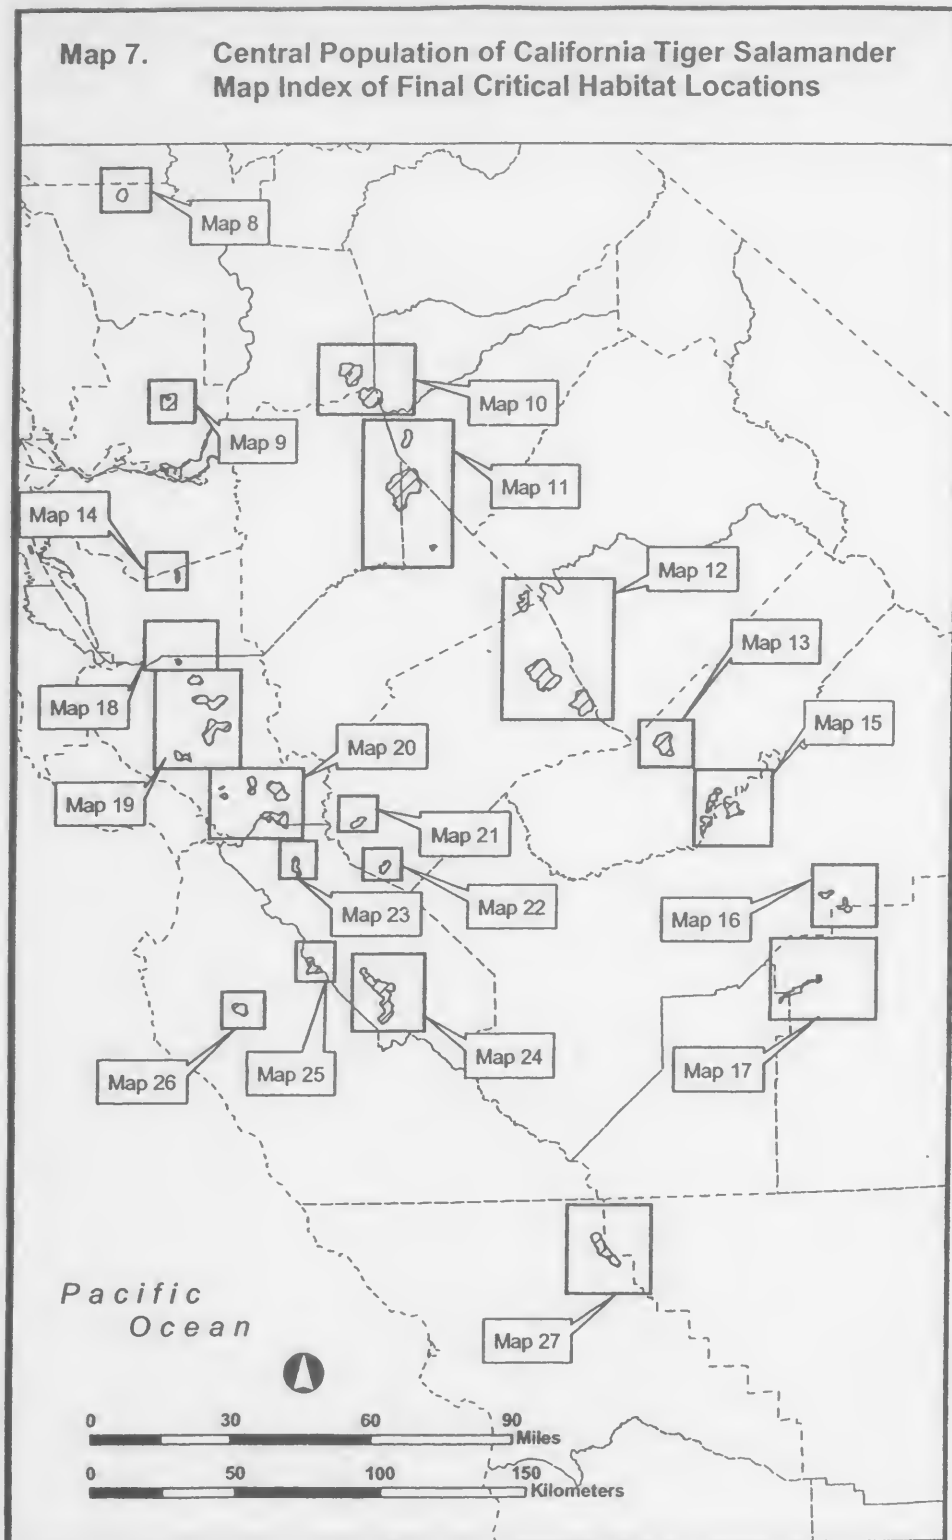 Map 7. Central Population of California Tiger Salamander
Map Index of Final Critical Habitat Locations
Map 8
Map 10
Map 9
Map 11
Map 14
Map 12
Map 13
Map 18
Map 15
Map 20
Map 19
Map 21
Map 23
Map 22
Map 16
Map 24
Map 17
Map 26
Map 25
Pacific
Ocean
Map 27
0 30 60 90
Miles
0 50 100 150
Kilometers